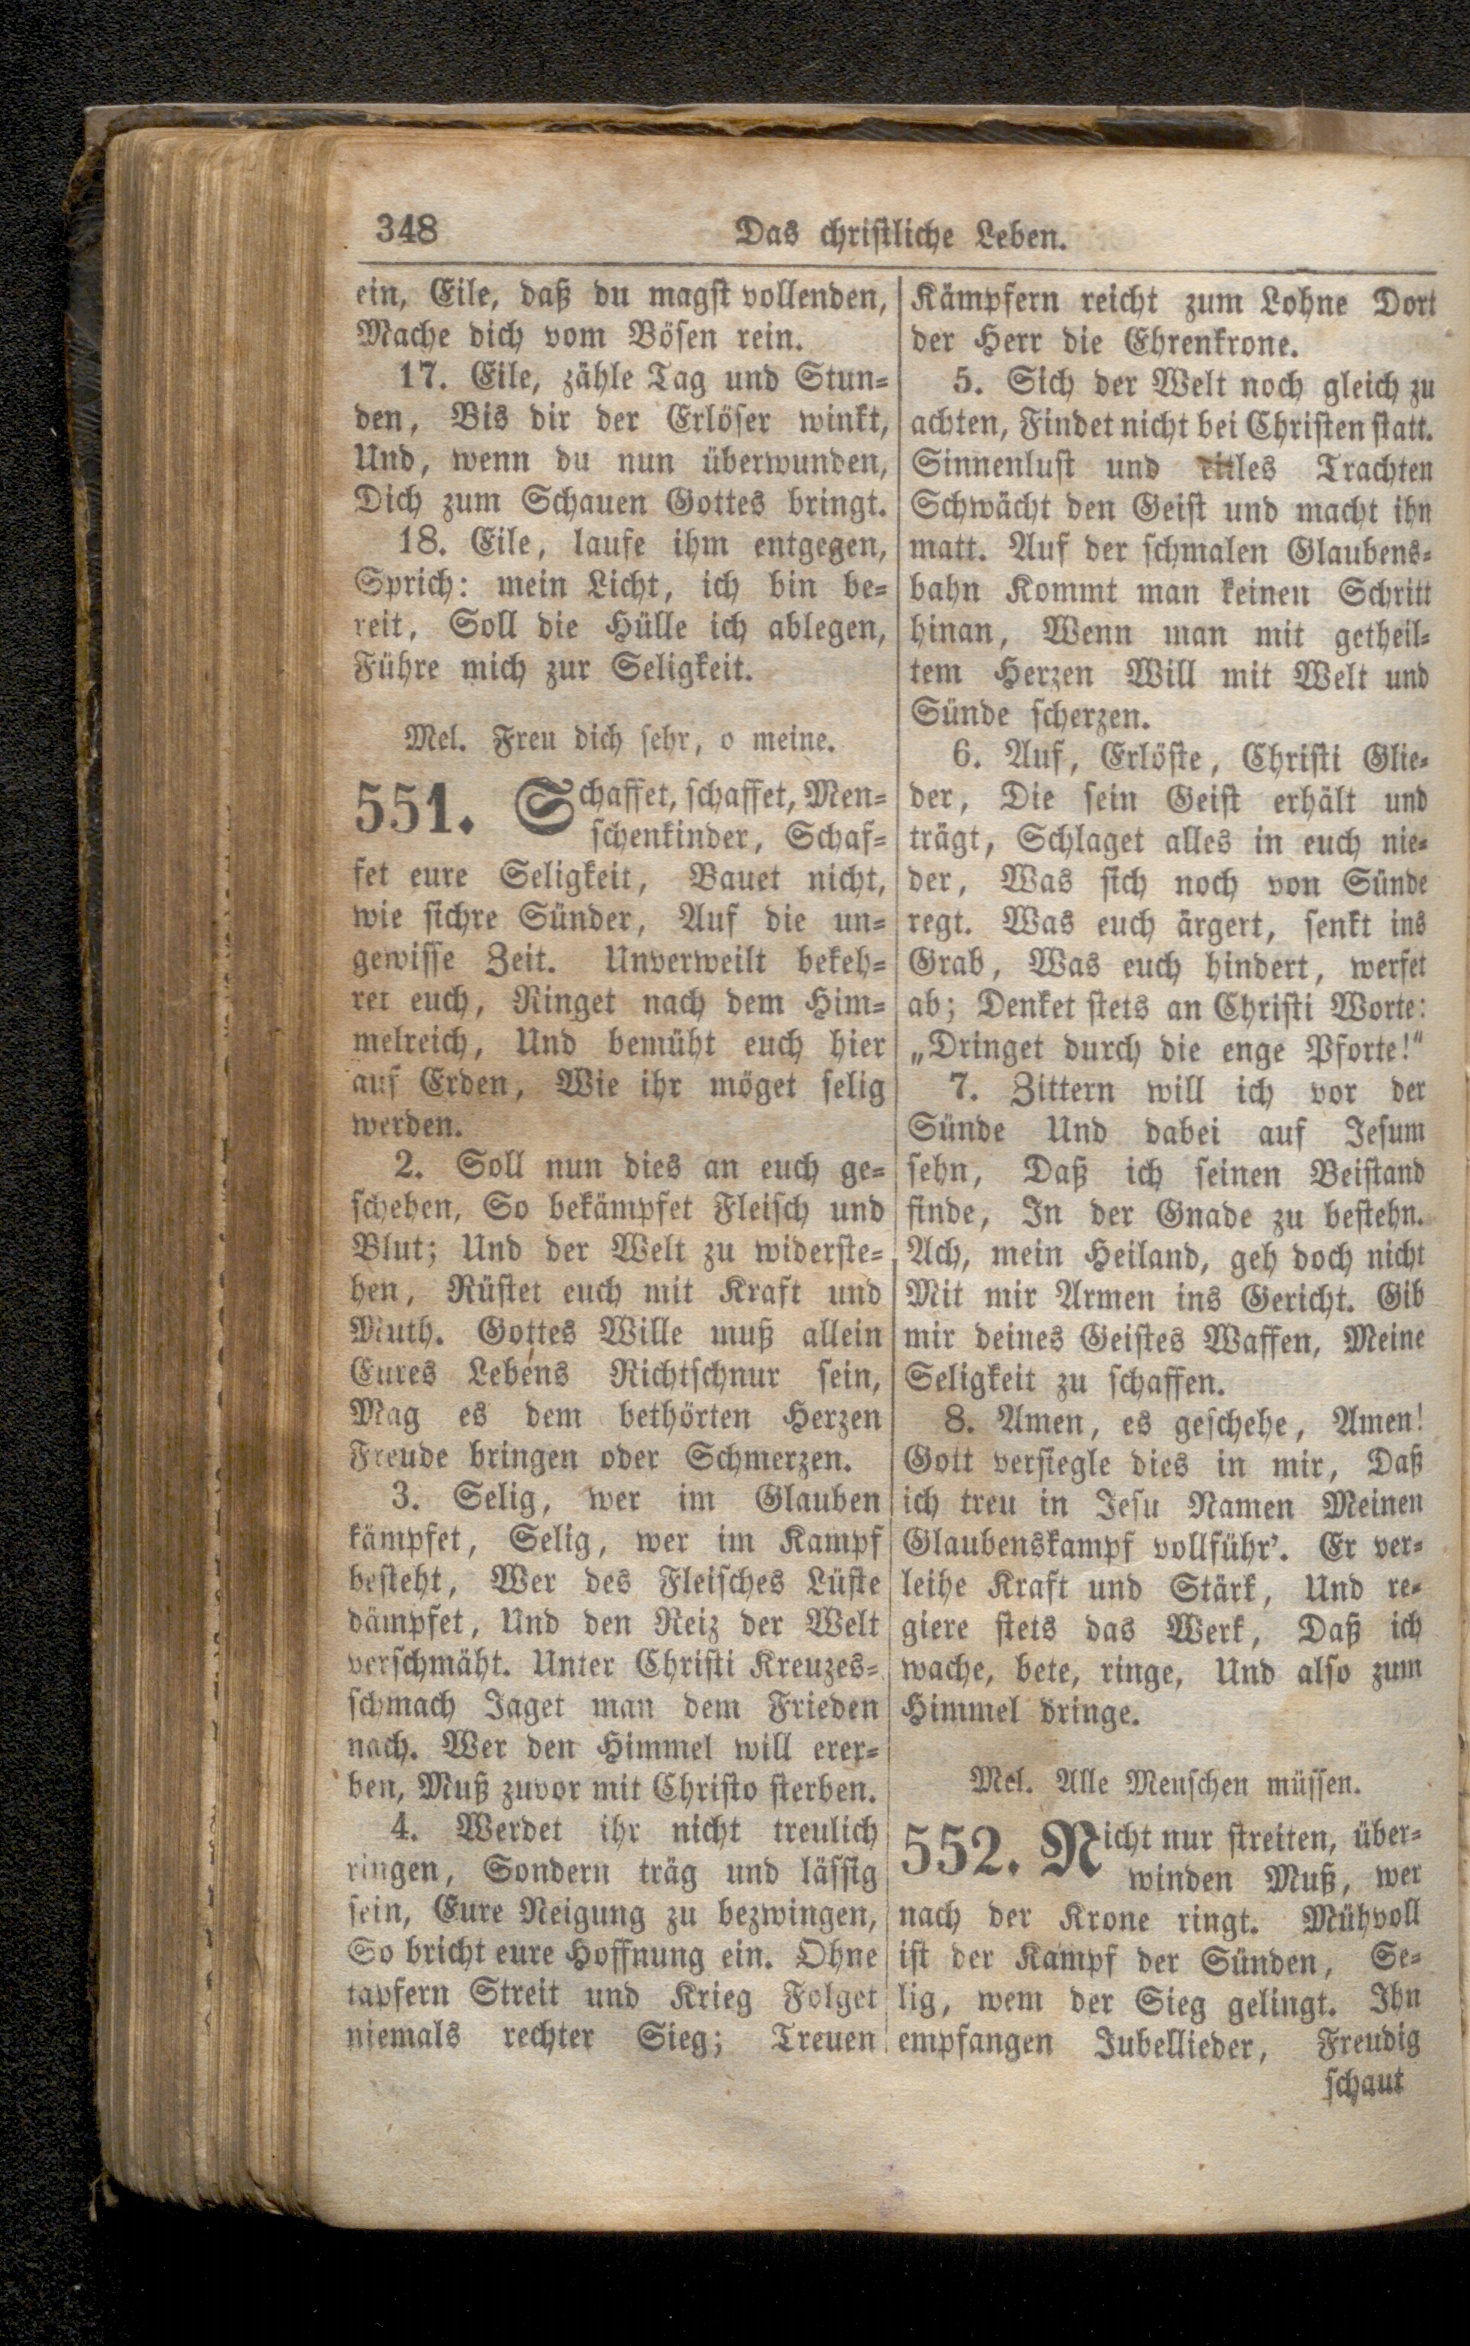 348
Das christliche Leben.
ein, Eile, daß du magst vollenden,
Mache dich vom Bösen rein.
17. Eile, zähle Tag und Stun-
den, Bis dir der Erlöser winkt,
Und, wenn du nun überwunden,
Dich zum Schauen Gottes bringt.
18. Eile, laufe ihm entgegen,
Sprich: mein Licht, ich bin be-
reit, Soll die Hülle ich ablegen,
Führe mich zur Seligkeit.
Mel. Freu dich sehr, o meine.
551. Schaffet, schaffet, Men-
schenkinder, Schaf-
fet eure Seligkeit, Bauet nicht,
wie sichre Sünder, Auf die un-
gewisse Zeit. Unverweilt bekeh-
ret euch, Ringet nach dem Him-
melreich, Und bemüht euch hier
auf Erden, Wie ihr möget selig
werden.
2. Soll nun dies an euch ge-
schehen, So bekämpfet Fleisch und
Blut; Und der Welt zu widerste-
hen, Rüstet euch mit Kraft und
Muth. Gottes Wille muß allein
Eures Lebens Richtschnur sein,
Mag es dem bethörten Herzen
Freude bringen oder Schmerzen.
3. Selig, wer im Glauben
kämpfet, Selig, wer im Kampf
besteht, Wer des Fleisches Lüste
dämpfet, Und den Reiz der Welt
verschmäht. Unter Christi Kreuzes-
schmach Jaget man dem Frieden
nach. Wer den Himmel will erer-
ben, Muß zuvor mit Christo sterben.
4. Werdet ihr nicht treulich
ringen, Sondern träg und lässig
sein, Eure Neigung zu bezwingen,
So bricht eure Hoffnung ein. Ohne
tapfern Streit und Krieg Folget
niemals rechter Sieg; Treuen
Kämpfern reicht zum Lohne Dort
der Herr die Ehrenkrone.
5. Sich der Welt noch gleich zu
achten, Findet nicht bei Christen statt.
Sinnenlust und eitles Trachten
Schwächt den Geist und macht ihn
matt. Auf der schmalen Glaubens-
bahn Kommt man keinen Schritt
hinan, Wenn man mit getheil-
tem Herzen Will mit Welt und
Sünde scherzen.
6. Auf, Erlöste, Christi Glie-
der, Die sein Geist erhält und
trägt, Schlaget alles in euch nie-
der, Was sich noch von Sünde
regt. Was euch ärgert, senkt ins
Grab, Was euch hindert, werfet
ab; Denket stets an Christi Worte:
„Dringet durch die enge Pforte!“
7. Zittern will ich vor der
Sünde Und dabei auf Jesum
sehn, Daß ich seinen Beistand
finde, In der Gnade zu bestehn.
Ach, mein Heiland, geh doch nicht
Mit mir Armen ins Gericht. Gib
mir deines Geistes Waffen, Meine
Seligkeit zu schaffen.
8. Amen, es geschehe, Amen!
Gott versiegle dies in mir, Daß
ich treu in Jesu Namen Meinen
Glaubenskampf vollführ’. Er ver-
leihe Kraft und Stärk, Und re-
giere stets das Werk, Daß ich
wache, bete, ringe, Und also zum
Himmel dringe.
Mel. Alle Menschen müssen.
552. Nicht nur streiten, über-
winden Muß, wer
nach der Krone ringt. Mühvoll
ist der Kampf der Sünden, Se-
lig, wem der Sieg gelingt. Ihn
empfangen Jubellieder, Freudig
schaut